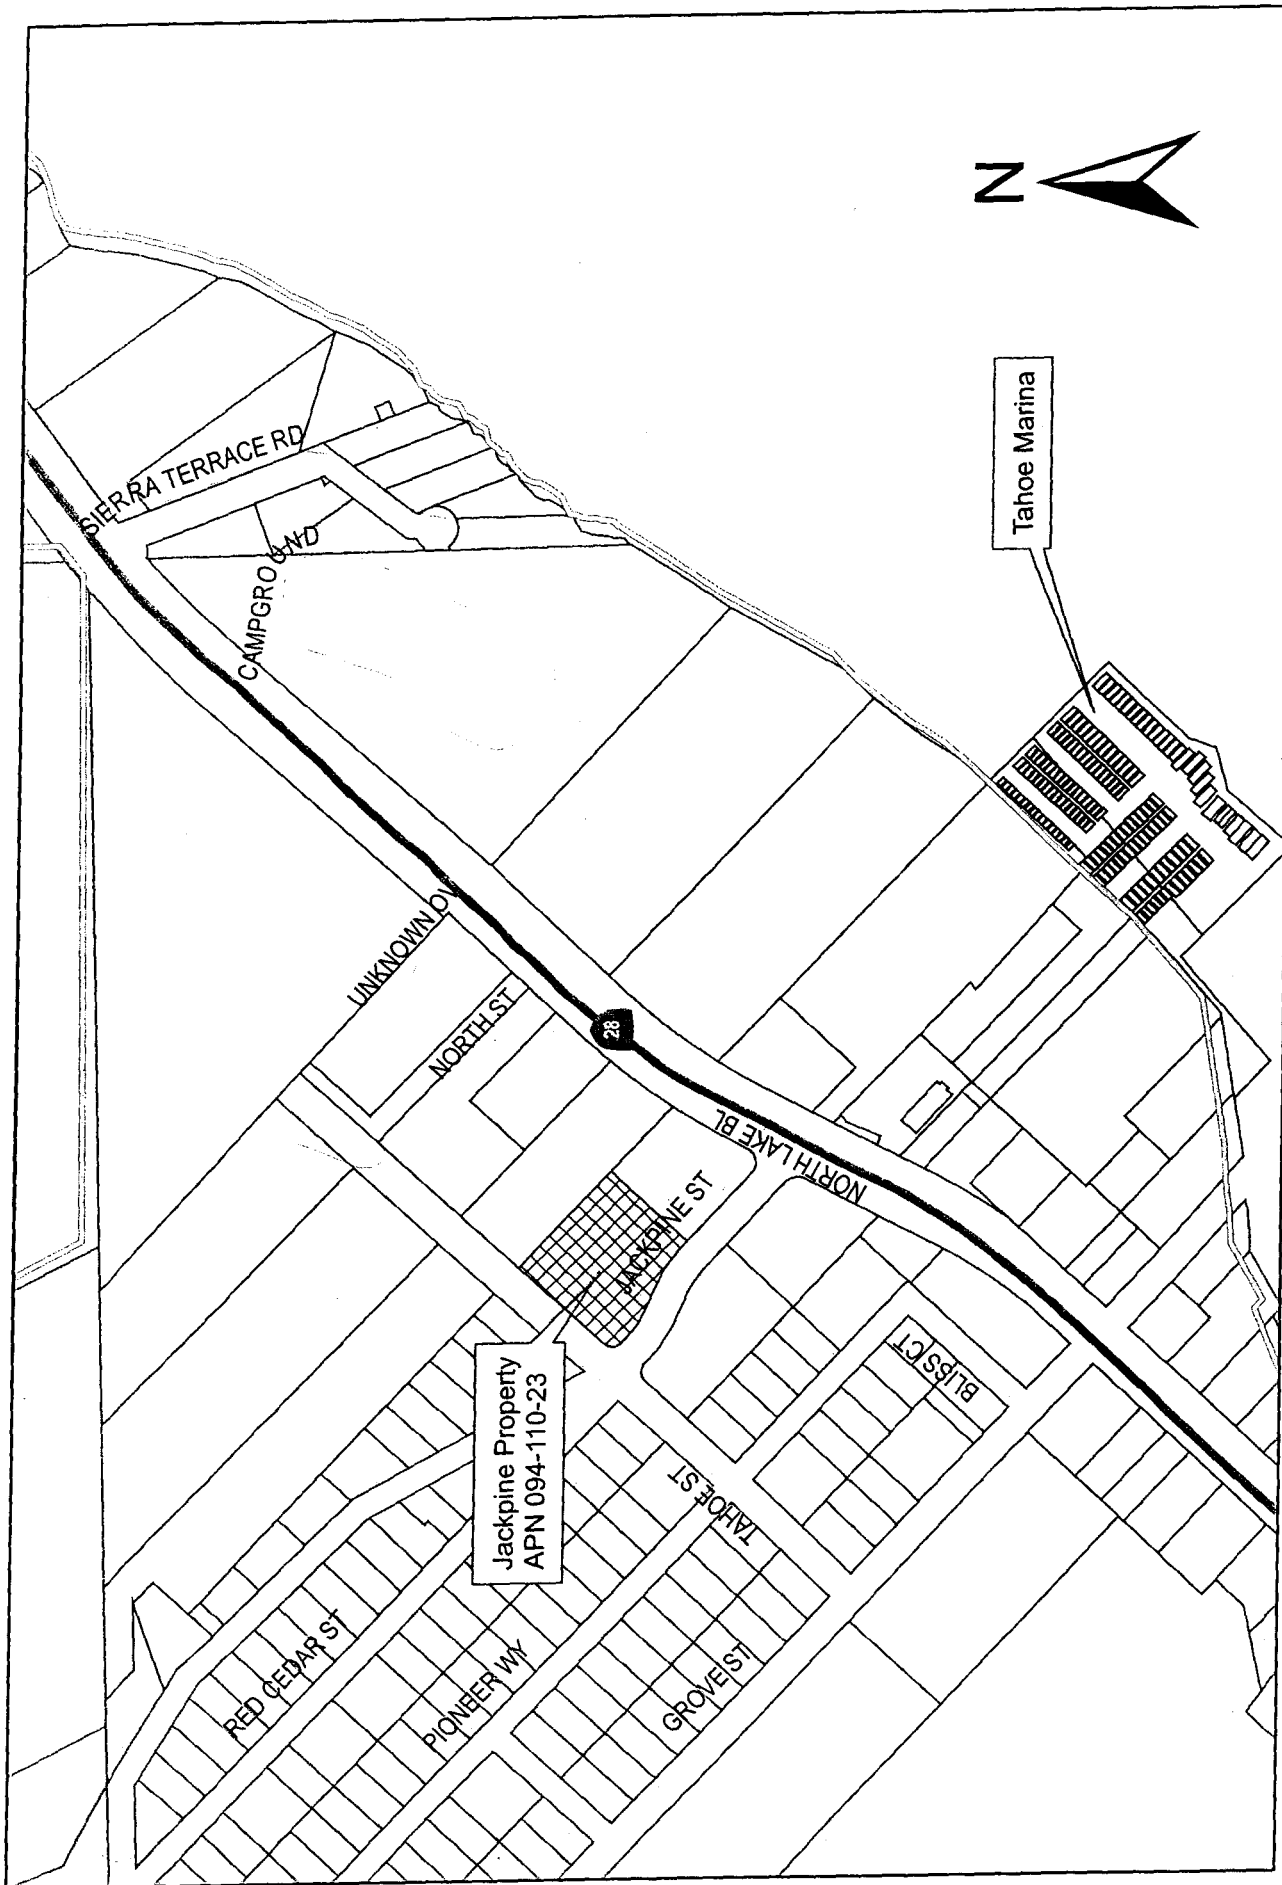 N
SIERRA TERRACE RD
CAMPGROUND
Tahoe Marina
UNKNOWN OV
NORTH ST
28
NORTH LAKE BL
JACKPINE ST
Jackpine Property
APN 094-110-23
BLISS CT
TAHOE ST
RED CEDAR ST
PIONEER WY
GROVE ST